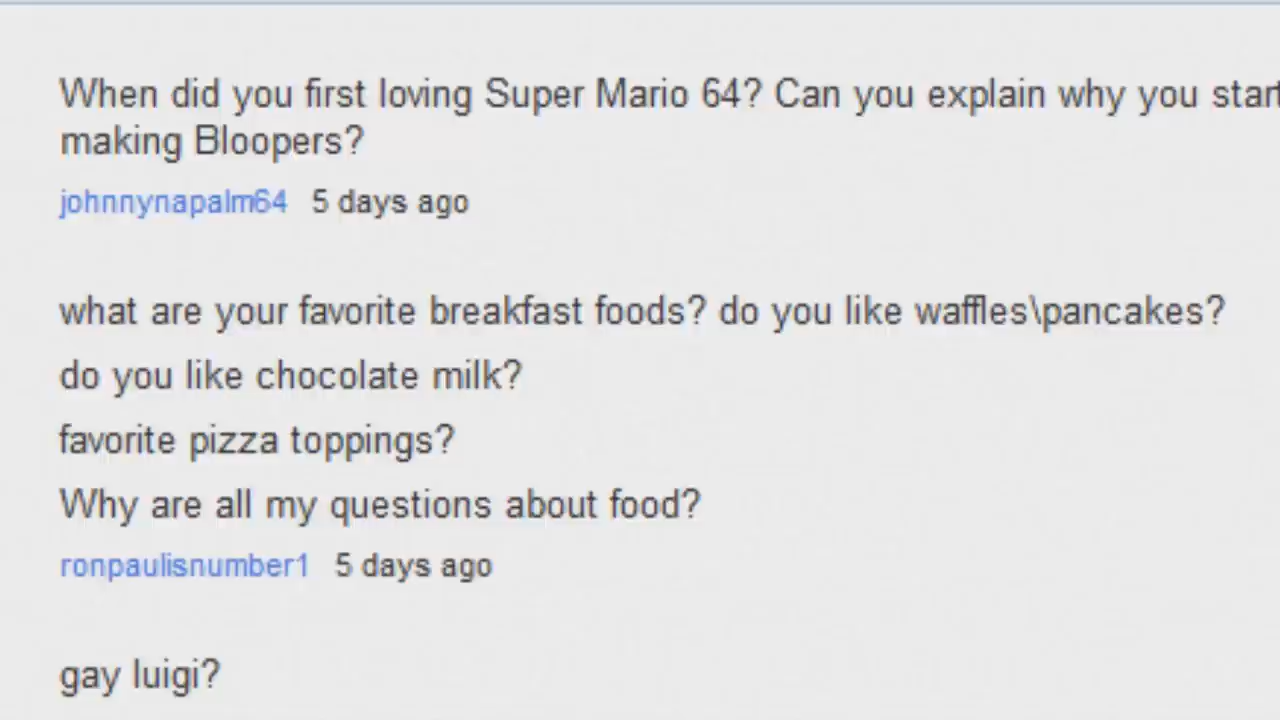 When did you first loving Super Mario 64? Can you explain why you start
making Bloopers?
johnnynapalm64 5 days ago
what are your favorite breakfast foods? do you like waffles\pancakes?
do you like chocolate milk?
favorite pizza toppings?
Why are all my questions about food?
ronpaulisnumber1 5 days ago
gay luigi?